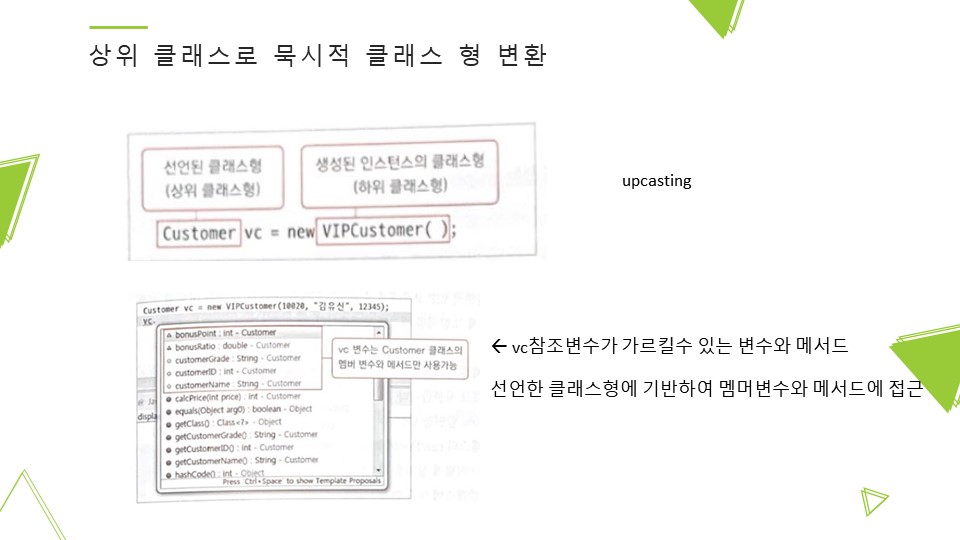 상위 클래스로 묵시적 클래스 형 변환
선언된 클래스형
(상위 클래스형)
생성된 인스턴스의 클래스형
(하위 클래스형)
Customer vc = new VIPCustomer( );
upcasting
Customer vc = new VIPCustomer(10020, "김유신", 12345);
vc.
bonusPoint : int - Customer
bonusRatio : double - Customer
customerGrade : String - Customer
customerID : int - Customer
customerName : String - Customer
calcPrice(int price) : int - Customer
equals(Object arg0) : boolean - Object
getClass() : Class<?> - Object
getCustomerGrade() : String - Customer
getCustomerID() : int - Customer
getCustomerName() : String - Customer
hashCode() : int - Object
Press 'Ctrl+Space' to show Template Proposals
vc 변수는 Customer 클래스의
멤버 변수와 메서드만 사용가능
displa
← vc참조변수가 가르킬수 있는 변수와 메서드
선언한 클래스형에 기반하여 멤머변수와 메서드에 접근